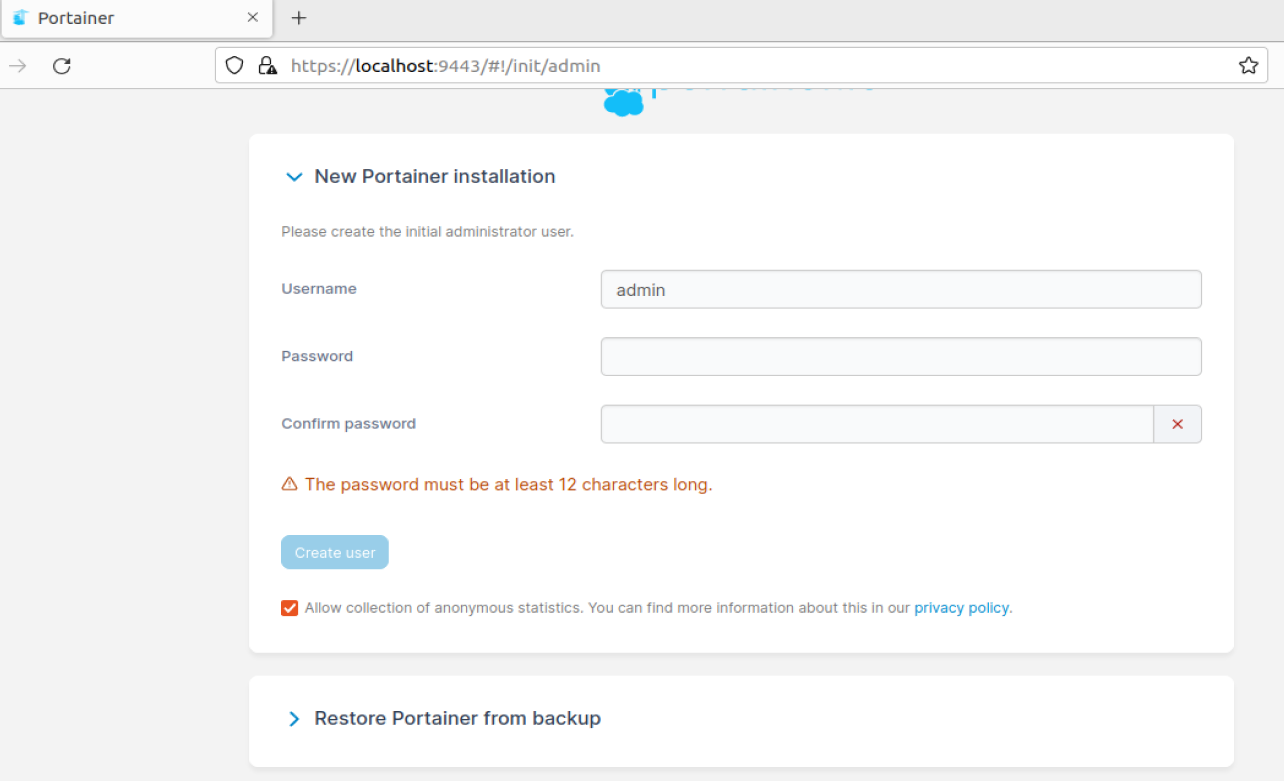 Portainer
https://localhost:9443/#!/init/admin
New Portainer installation
Please create the initial administrator user.
Username
admin
Password
Confirm password
The password must be at least 12 characters long.
Create user
Allow collection of anonymous statistics. You can find more information about this in our privacy policy.
Restore Portainer from backup